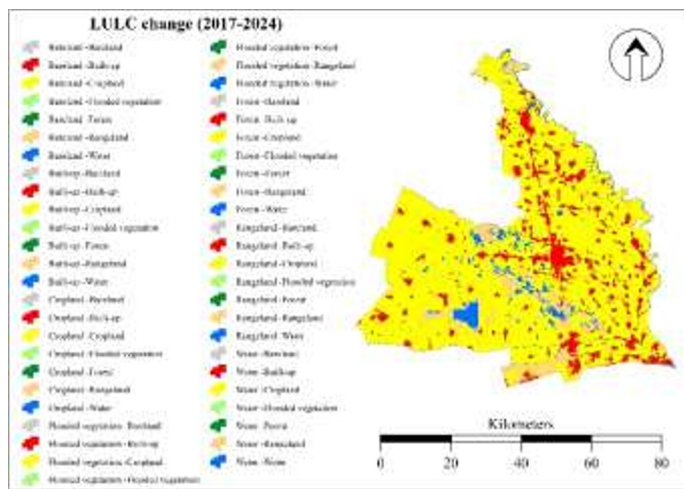 LULC change (2017-2024)
Bareland -Bareland
Bareland -Built-up
Bareland -Cropland
Bareland -Flooded vegetation
Bareland -Forest
Bareland -Rangeland
Bareland -Water
Built-up -Bareland
Built-up -Built-up
Built-up -Cropland
Built-up -Flooded vegetation
Built-up -Forest
Built-up -Rangeland
Built-up -Water
Cropland -Bareland
Cropland -Built-up
Cropland -Cropland
Cropland -Flooded vegetation
Cropland -Forest
Cropland -Rangeland
Cropland -Water
Flooded vegetation -Bareland
Flooded vegetation -Built-up
Flooded vegetation -Cropland
Flooded vegetation -Flooded vegetation
Flooded vegetation -Forest
Flooded vegetation -Rangeland
Flooded vegetation -Water
Forest -Bareland
Forest -Built-up
Forest -Cropland
Forest -Flooded vegetation
Forest -Forest
Forest -Rangeland
Forest -Water
Rangeland -Bareland
Rangeland -Built-up
Rangeland -Cropland
Rangeland -Flooded vegetation
Rangeland -Forest
Rangeland -Rangeland
Rangeland -Water
Water -Bareland
Water -Built-up
Water -Cropland
Water -Flooded vegetation
Water -Forest
Water -Rangeland
Water -Water
Kilometers
0 20 40 60 80